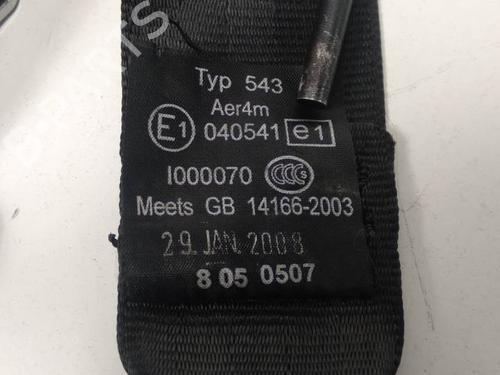 Typ 543
Aer4m
E1 040541 e1
I000070 CCC S
Meets GB 14166-2003
29. JAN. 2008
8 05 0507